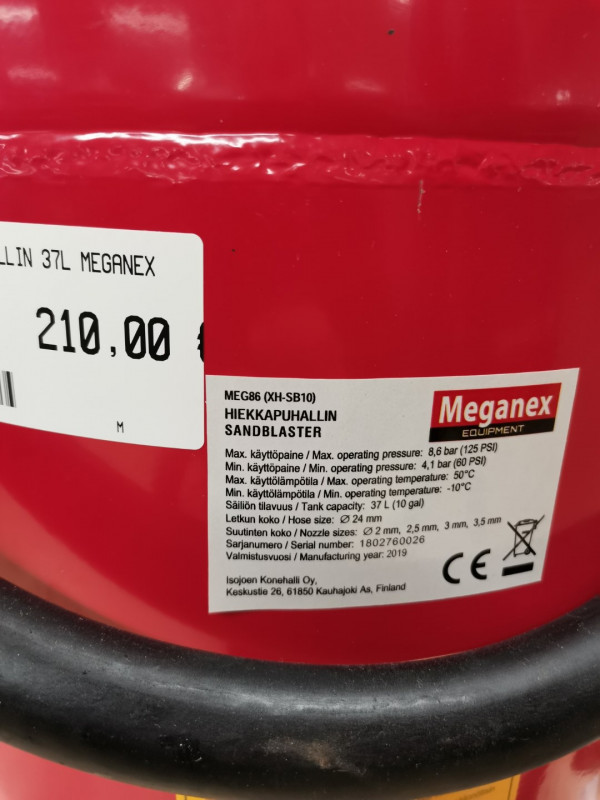 37L MEGANEX
210,00
M
MEG86 (XH-SB10)
HIEKKAPUHALLIN
SANDBLASTER
Meganex
EQUIPMENT
Max. käyttöpaine / Max. operating pressure: 8,6 bar (125 PSI)
Min. käyttöpaine / Min. operating pressure: 4,1 bar (60 PSI)
Max. käyttölämpötila / Max. operating temperature: 50°C
Min. käyttölämpötila / Min. operating temperature: -10°C
Säiliön tilavuus / Tank capacity: 37 L (10 gal)
Letkun koko / Hose size: Ø 24 mm
Suutinten koko / Nozzle sizes: Ø 2 mm, 2,5 mm, 3 mm, 3,5 mm
Sarjanumero / Serial number: 1802760026
Valmistusvuosi / Manufacturing year: 2019
CE
Isojoen Konehalli Oy,
Keskustie 26, 61850 Kauhajoki As, Finland